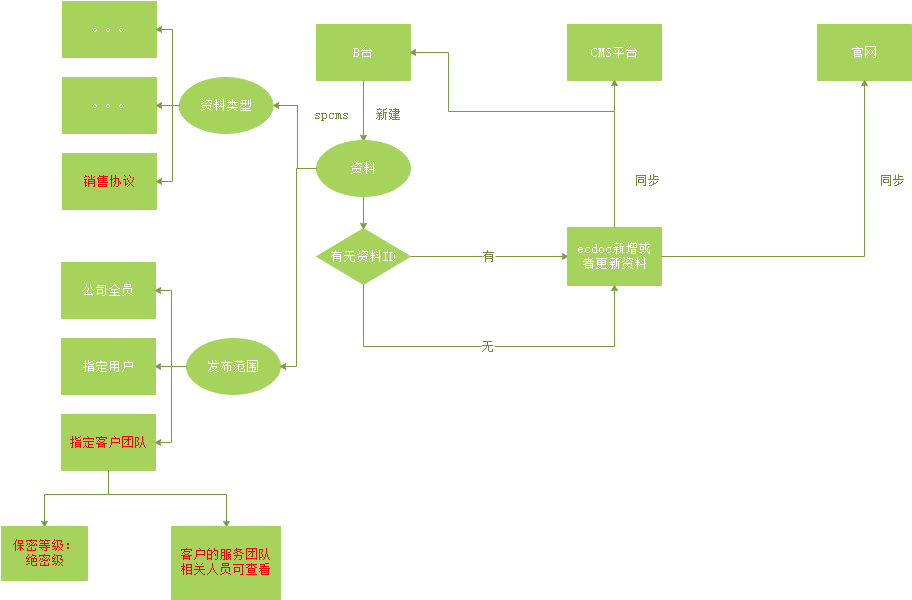 。。。
B台
CMS平台
官网
。。。
资料类型
spcms
新建
资料
销售协议
同步
同步
有无资料ID
有
ecdoc新增或
者更新资料
公司全员
无
指定用户
发布范围
指定客户团队
保密等级：
绝密级
客户的服务团队
相关人员可查看